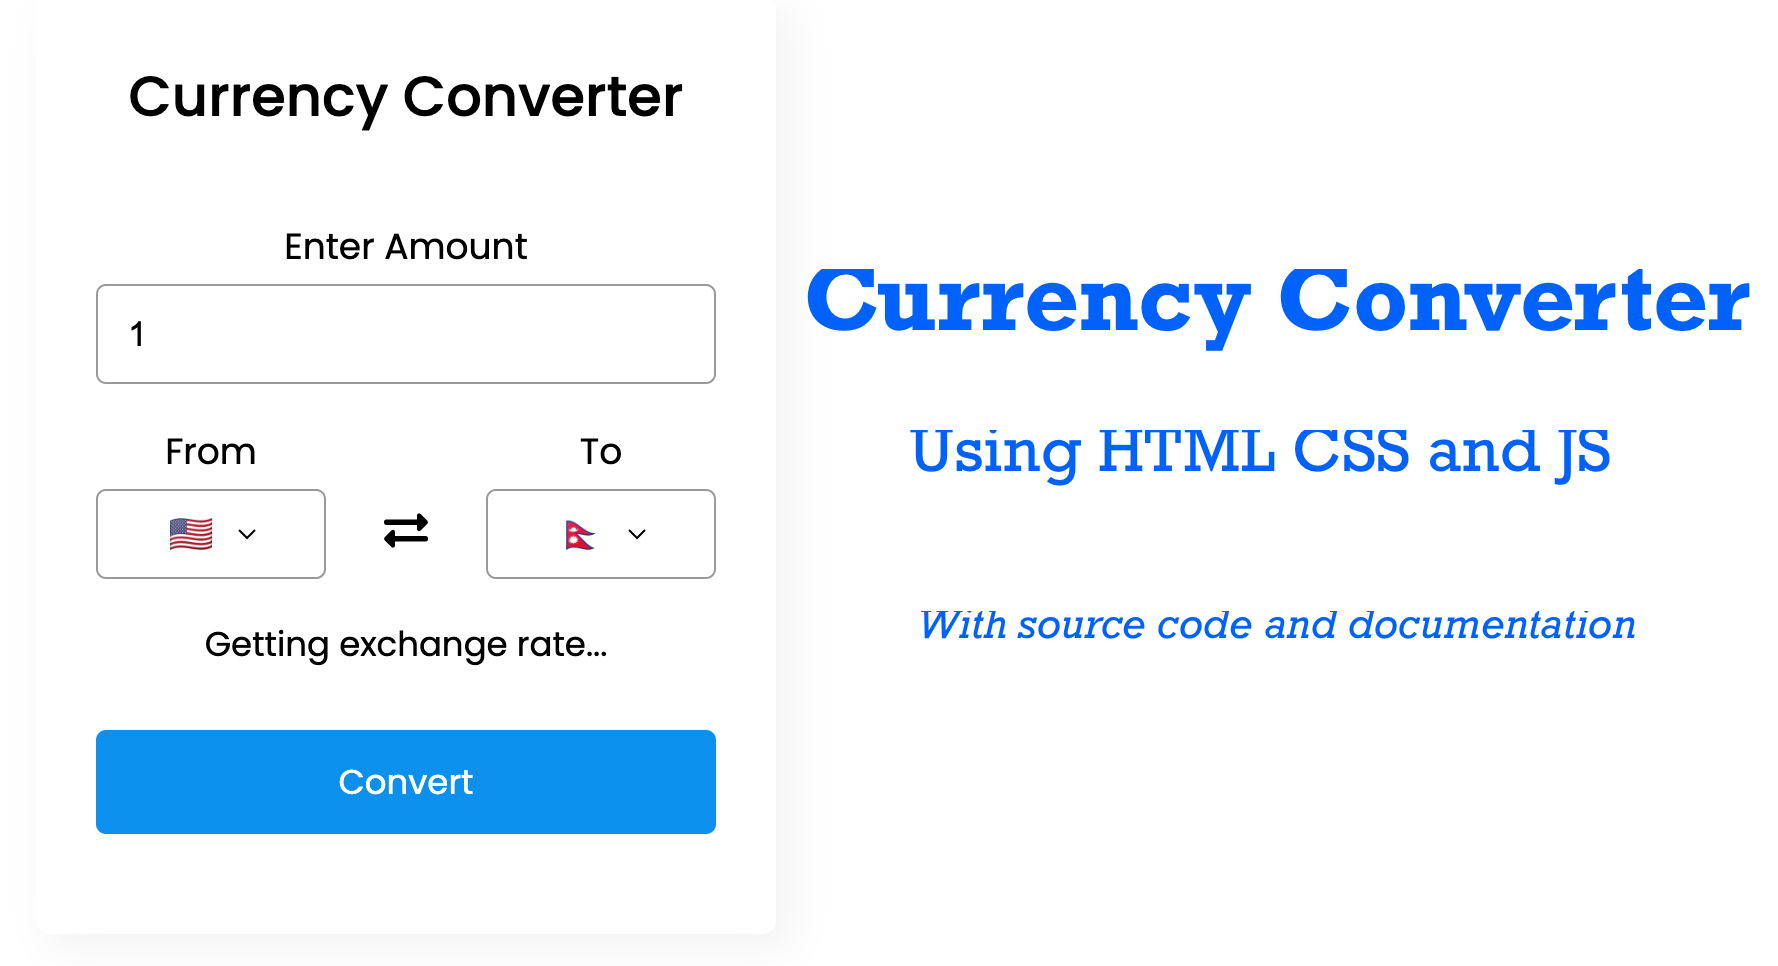 Currency Converter
Enter Amount
1
From
To
Getting exchange rate...
Convert
Currency Converter
Using HTML CSS and JS
With source code and documentation